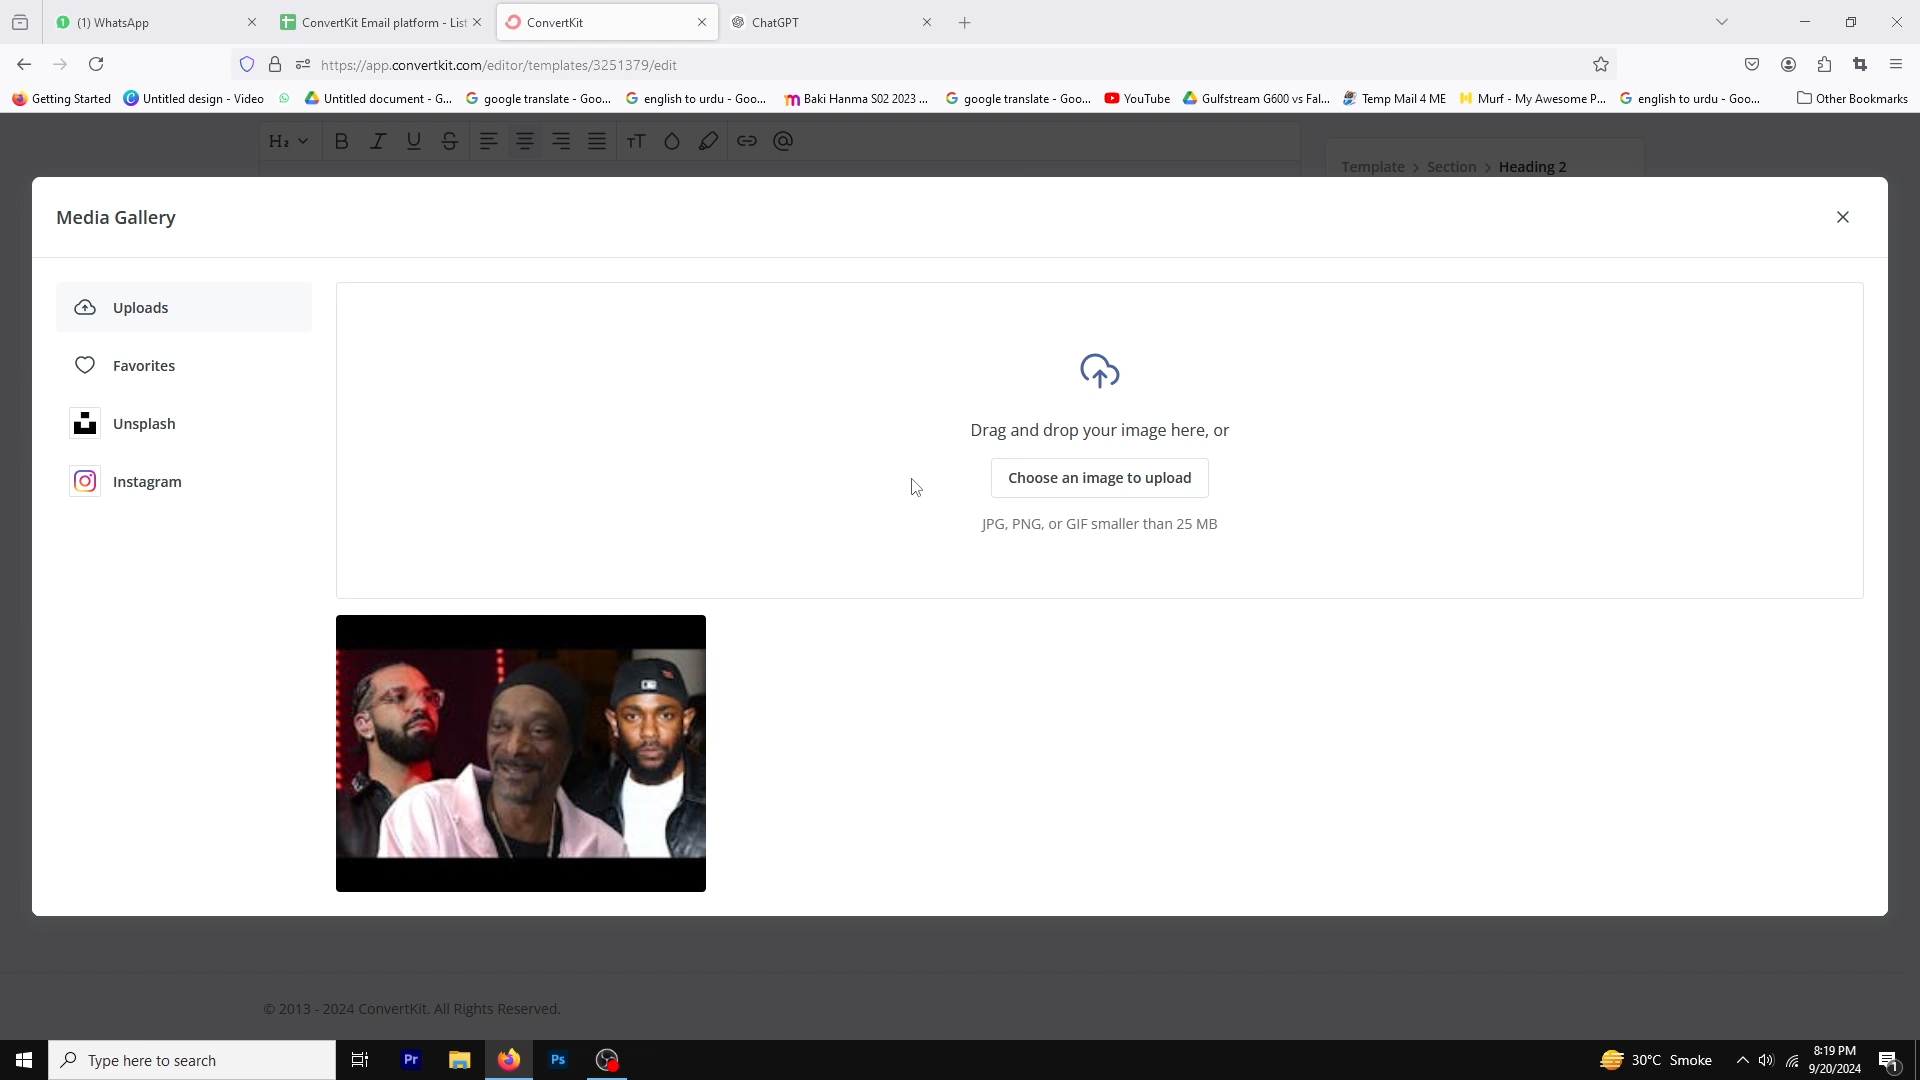 (1) WhatsApp
ConvertKit Email platform - List
ConvertKit
ChatGPT
https://app.convertkit.com/editor/templates/3251379/edit
Getting Started
Untitled design - Video
Untitled document - G...
google translate - Goo...
english to urdu - Goo...
Baki Hanma S02 2023 ...
google translate - Goo...
YouTube
Gulfstream G600 vs Fal...
Temp Mail 4 ME
Murf - My Awesome P...
english to urdu - Goo...
Other Bookmarks
H₂ B I U S TT @
Template > Section > Heading 2
Media Gallery
Uploads
Favorites
Unsplash
Instagram
Drag and drop your image here, or
Choose an image to upload
JPG, PNG, or GIF smaller than 25 MB
© 2013 - 2024 ConvertKit. All Rights Reserved.
Type here to search
Pr
Ps
30°C Smoke
8:19 PM
9/20/2024
1